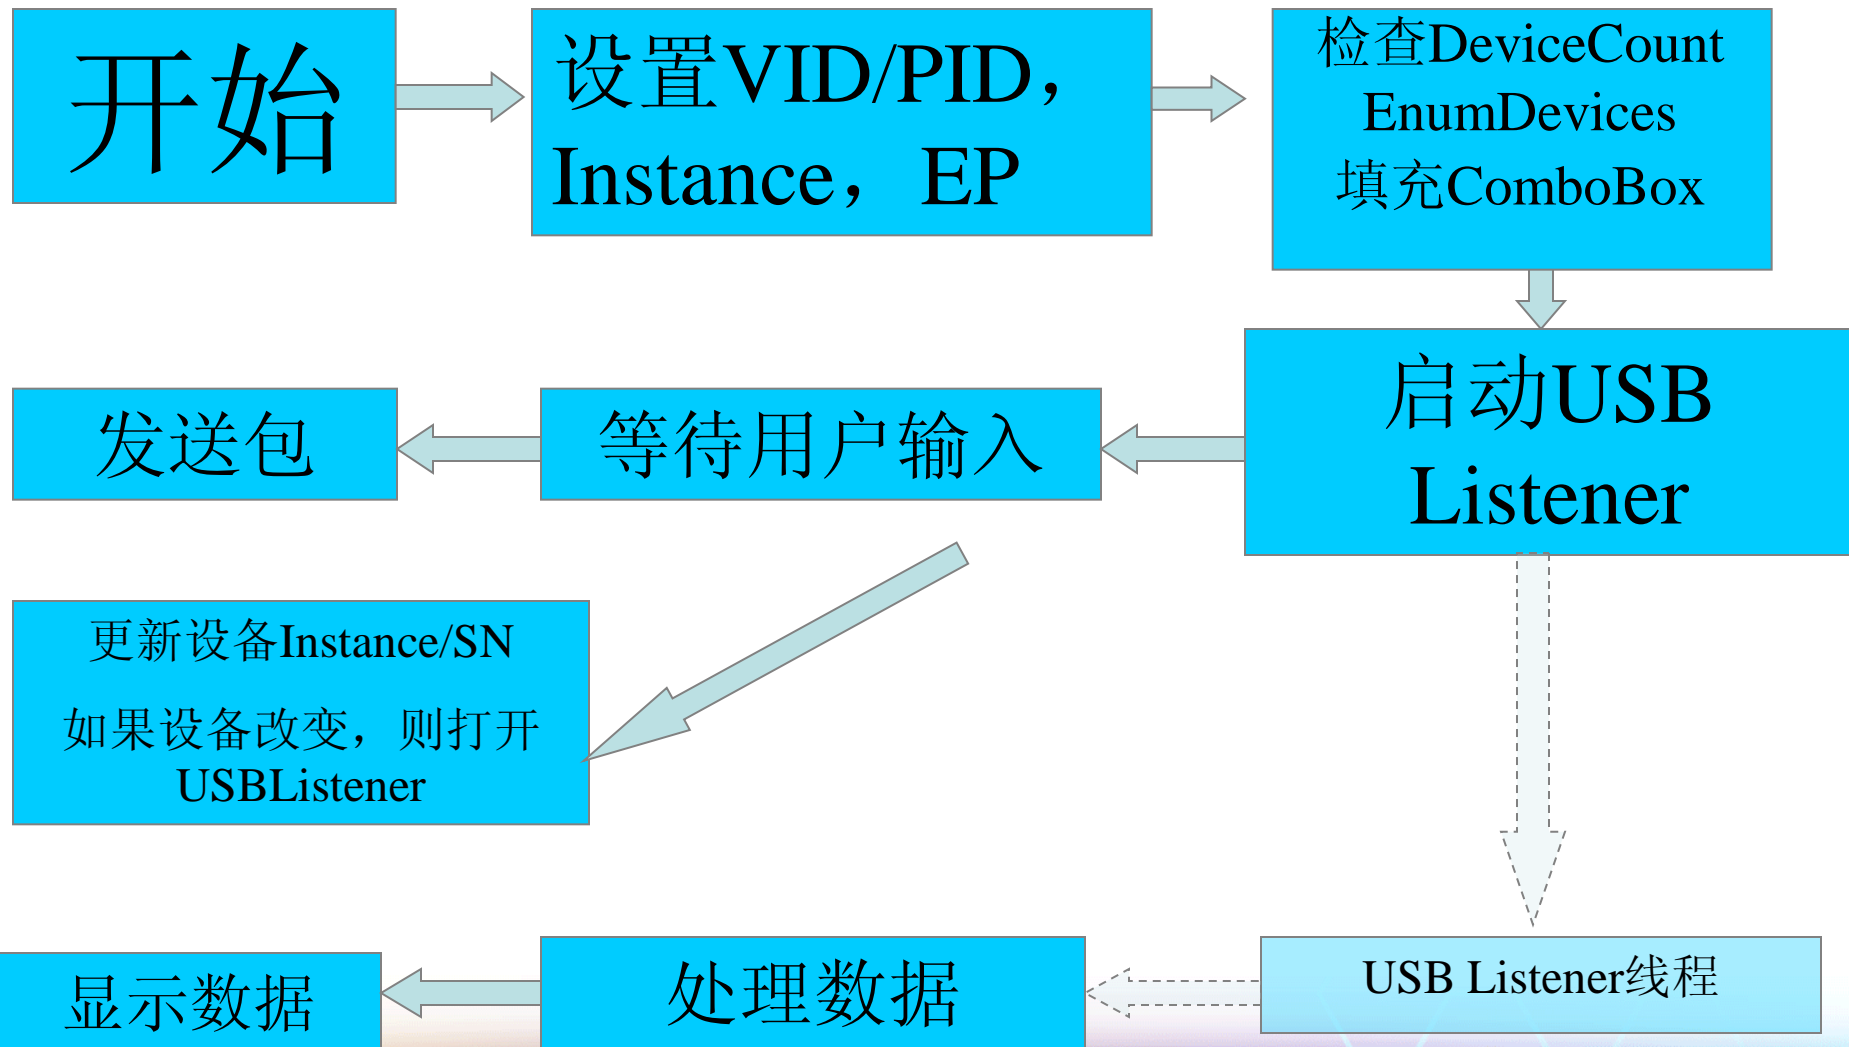 开始
设置VID/PID，
Instance，EP
检查DeviceCount
EnumDevices
填充ComboBox
启动USB
Listener
等待用户输入
发送包
更新设备Instance/SN
如果设备改变，则打开
USBListener
USB Listener线程
处理数据
显示数据